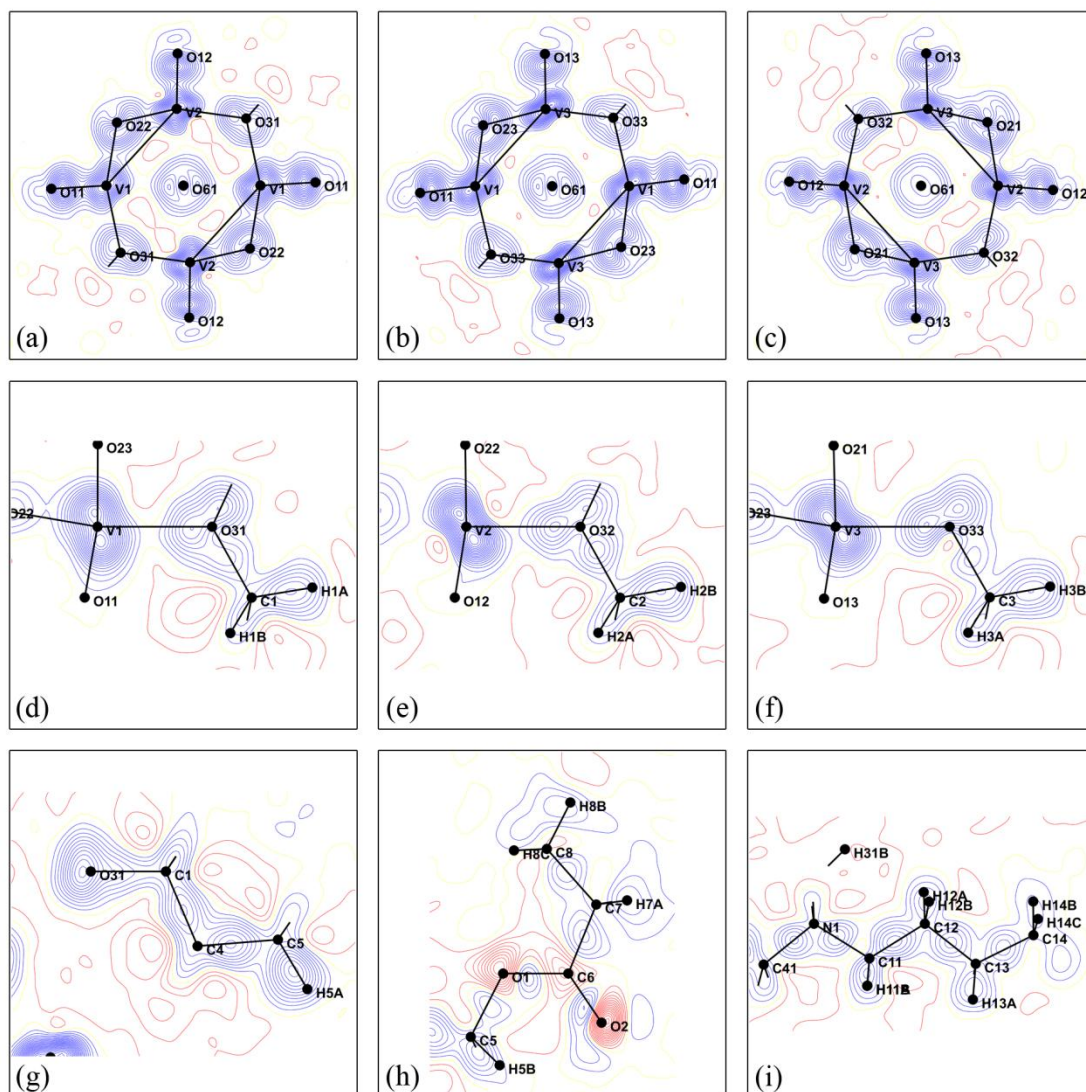 O12
V2
O22
O31
O11
V1
O61
V1
O11
O31
O22
V2
O12
(a)
O13
V3
O23
O33
O11
V1
O61
V1
O11
O33
O23
V3
O13
(b)
O13
V3
O32
O21
O12
V2
O61
V2
O12
O21
O32
V3
O13
(c)
O23
O22
V1
O31
O11
C1
H1A
H1B
(d)
O22
V2
O32
O12
C2
H2B
H2A
(e)
O21
O23
V3
O33
O13
C3
H3B
H3A
(f)
O31
C1
C4
C5
H5A
(g)
H8B
H8C
C8
C7
H7A
O1
C6
O2
C5
H5B
(h)
H31B
H12A
H12B
H14B
H14C
N1
C12
C14
C41
C11
C13
H13A
(i)